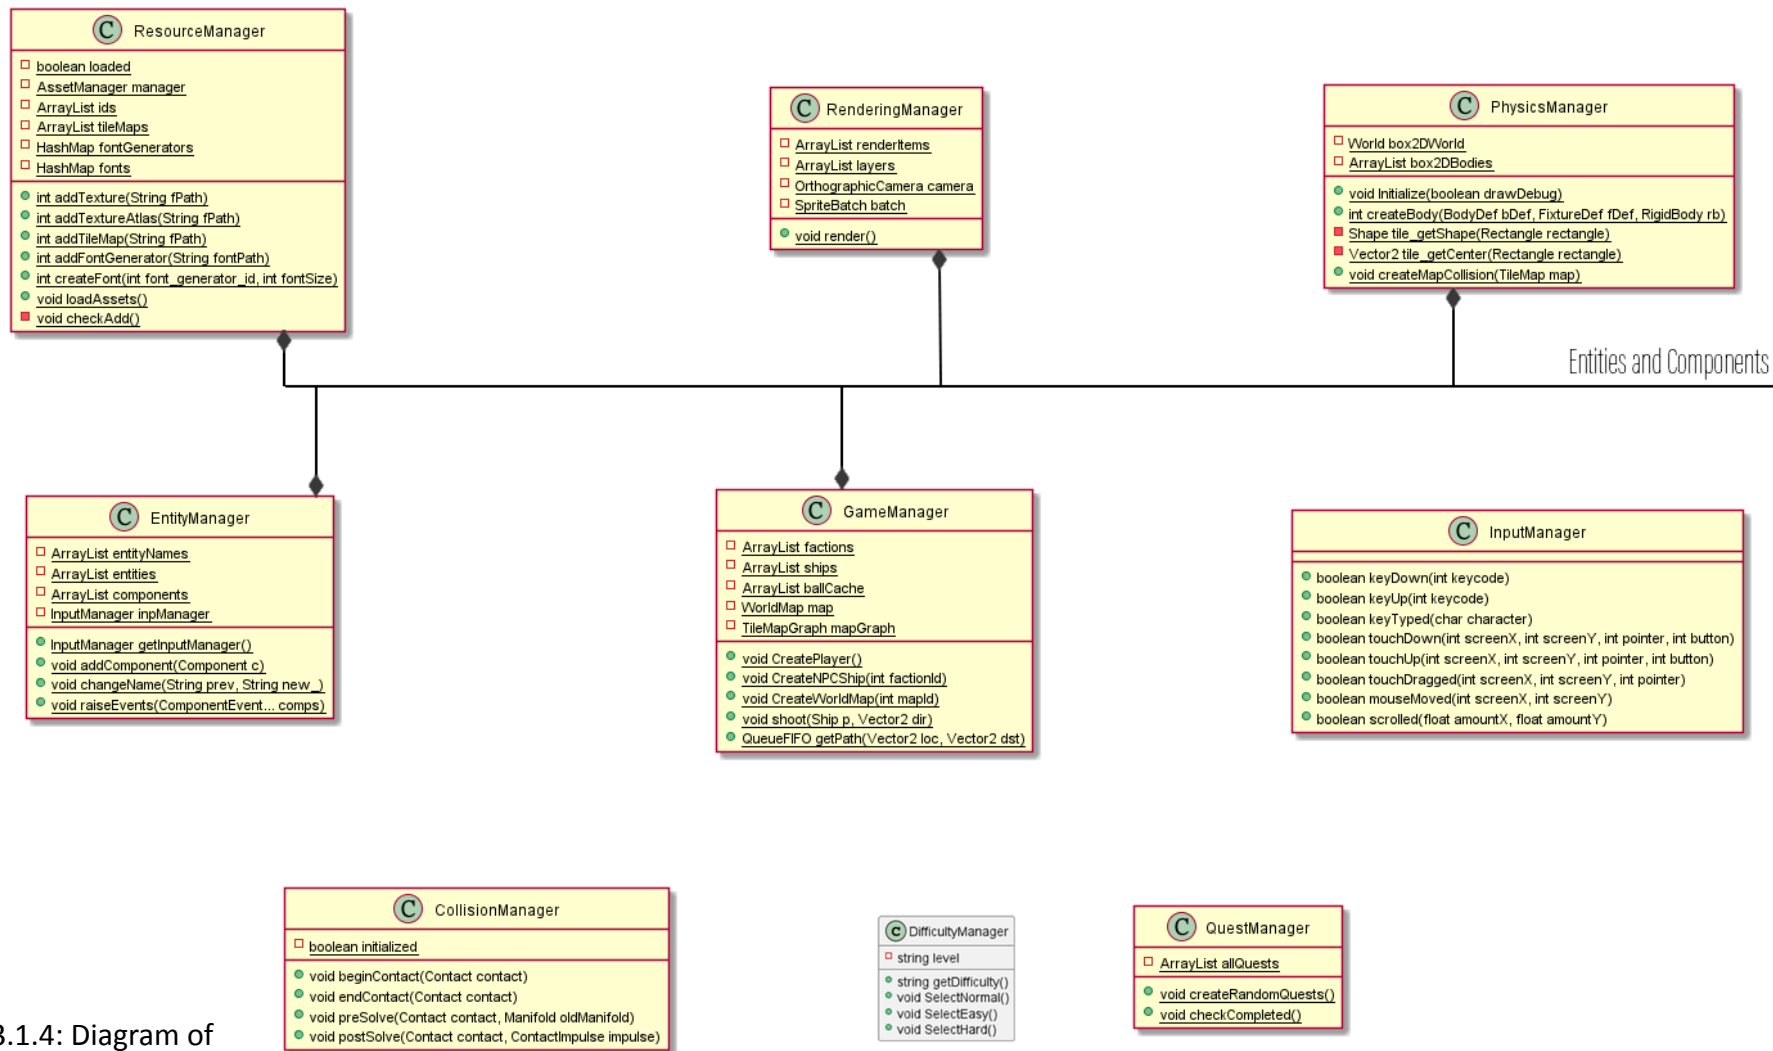 C ResourceManager
boolean loaded
AssetManager manager
ArrayList ids
ArrayList tileMaps
HashMap fontGenerators
HashMap fonts
int addTexture(String fPath)
int addTextureAtlas(String fPath)
int addTileMap(String fPath)
int addFontGenerator(String fontPath)
int createFont(int font_generator_id, int fontSize)
void loadAssets()
void checkAdd()
C RenderingManager
ArrayList renderItems
ArrayList layers
OrthographicCamera camera
SpriteBatch batch
void render()
C PhysicsManager
World box2DWorld
ArrayList box2DBodies
void Initialize(boolean drawDebug)
int createBody(BodyDef bDef, FixtureDef fDef, RigidBody rb)
Shape tile_getShape(Rectangle rectangle)
Vector2 tile_getCenter(Rectangle rectangle)
void createMapCollision(TileMap map)
Entities and Components
C EntityManager
ArrayList entityNames
ArrayList entities
ArrayList components
InputManager inpManager
InputManager getInputManager()
void addComponent(Component c)
void changeName(String prev, String new_)
void raiseEvents(ComponentEvent... comps)
C GameManager
ArrayList factions
ArrayList ships
ArrayList ballCache
WorldMap map
TileMapGraph mapGraph
void CreatePlayer()
void CreateNPCShip(int factionId)
void CreateWorldMap(int mapId)
void shoot(Ship p, Vector2 dir)
QueueFIFO getPath(Vector2 loc, Vector2 dst)
C InputManager
boolean keyDown(int keycode)
boolean keyUp(int keycode)
boolean keyTyped(char character)
boolean touchDown(int screenX, int screenY, int pointer, int button)
boolean touchUp(int screenX, int screenY, int pointer, int button)
boolean touchDragged(int screenX, int screenY, int pointer)
boolean mouseMoved(int screenX, int screenY)
boolean scrolled(float amountX, float amountY)
C CollisionManager
boolean initialized
void beginContact(Contact contact)
void endContact(Contact contact)
void preSolve(Contact contact, Manifold oldManifold)
void postSolve(Contact contact, ContactImpulse impulse)
C DifficultyManager
string level
string getDifficulty()
void SelectNormal()
void SelectEasy()
void SelectHard()
C QuestManager
ArrayList allQuests
void createRandomQuests()
void checkCompleted()
3.1.4: Diagram of